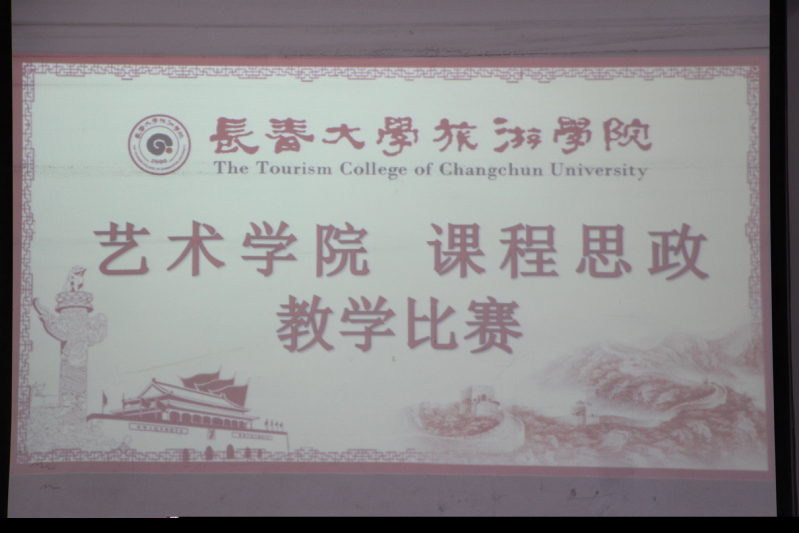 長春大學旅游學院
The Tourism College of Changchun University
艺术学院 课程思政
教学比赛